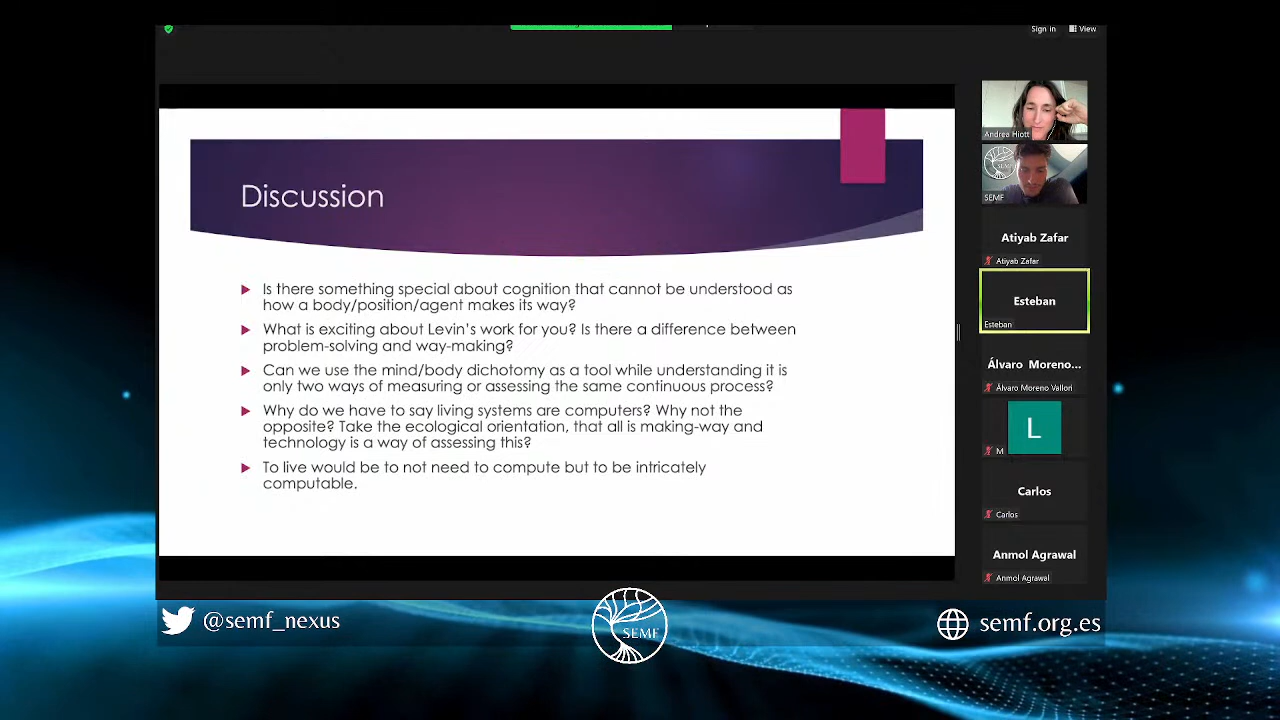 Sign in
View
Discussion
Is there something special about cognition that cannot be understood as
how a body/position/agent makes its way?
What is exciting about Levin's work for you? Is there a difference between
problem-solving and way-making?
Can we use the mind/body dichotomy as a tool while understanding it is
only two ways of measuring or assessing the same continuous process?
Why do we have to say living systems are computers? Why not the
opposite? Take the ecological orientation, that all is making-way and
technology is a way of assessing this?
To live would be to not need to compute but to be intricately
computable.
Andrea Hiott
SEMF
SEMF
Atiyab Zafar
Atiyab Zafar
Esteban
Esteban
Álvaro Moreno...
Álvaro Moreno Vallori
L
M
Carlos
Carlos
Anmol Agrawal
Anmol Agrawal
@semf_nexus
SEMF
semf.org.es